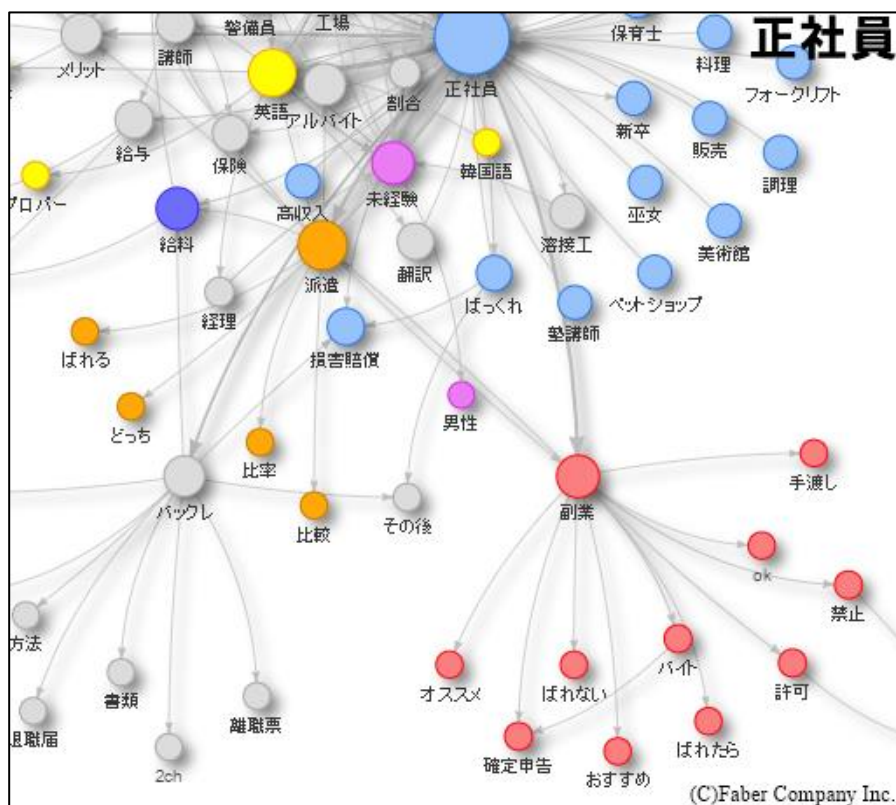 正社員
警備員
工場
保育士
メリット
講師
料理
フォークリフト
正社員
英語
アルバイト
割合
新卒
販売
給与
保険
韓国語
調理
未経験
高収入
巫女
プロパー
給料
溶接工
美術館
派遣
翻訳
経理
ばっくれ
ペットショップ
塾講師
ばれる
損害賠償
男性
どっち
比率
手渡し
バックレ
その後
副業
比較
ok
禁止
方法
書類
オススメ
ばれない
バイト
許可
退職届
離職票
ばれたら
2ch
確定申告
おすすめ
(C)Faber Company Inc.